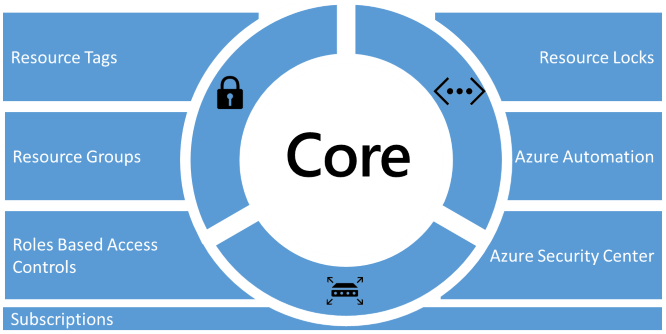 Resource Tags
Resource Locks
Resource Groups
Core
Azure Automation
Roles Based Access
Controls
Azure Security Center
Subscriptions